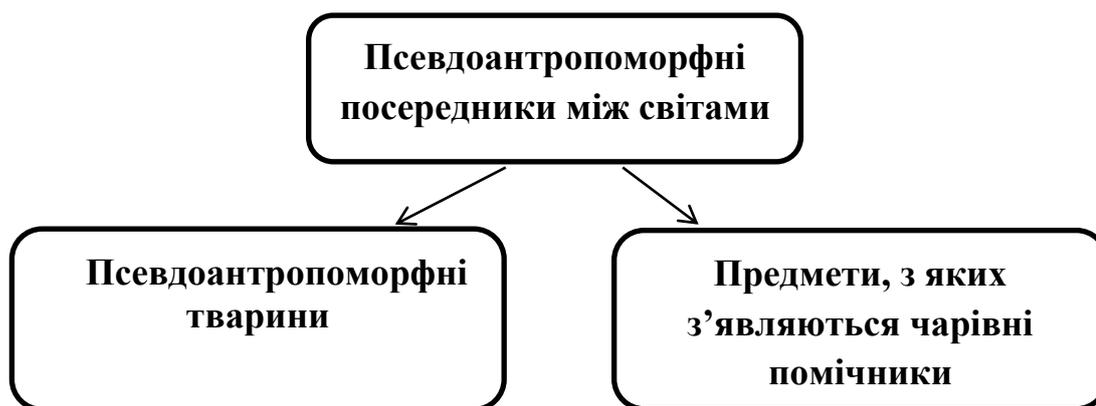 Псевдоантропоморфні
посередники між світами
Псевдоантропоморфні
тварини
Предмети, з яких
з’являються чарівні
помічники